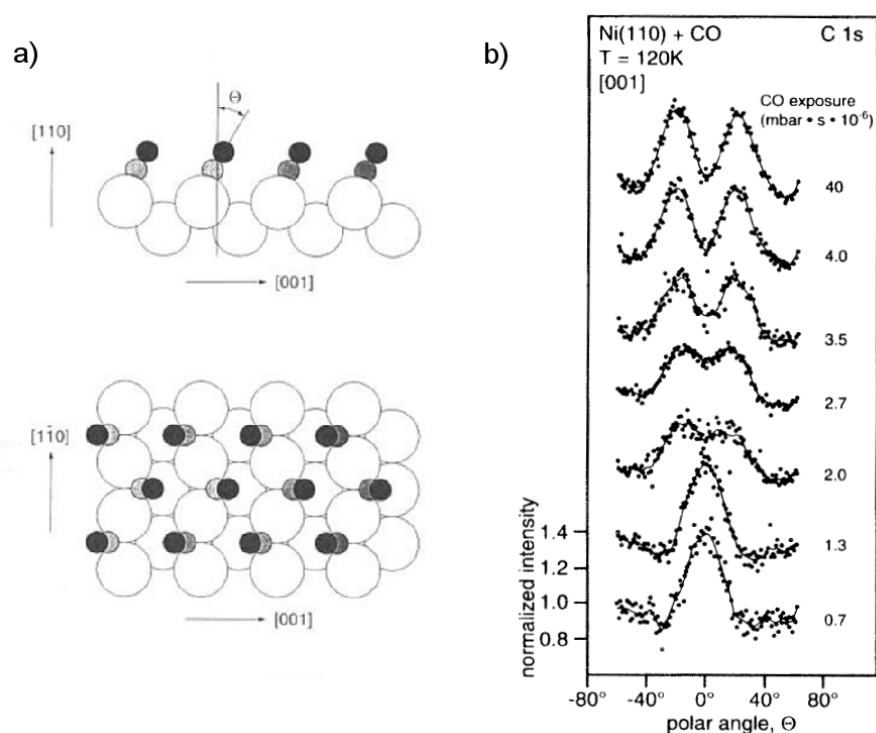 a)
Θ
[110]
[001]
[11̄0]
[001]
b)
Ni(110) + CO C 1s
T = 120K
[001]
CO exposure
(mbar • s • 10⁻⁶)
40
4.0
3.5
2.7
2.0
1.3
0.7
normalized intensity
1.4
1.2
1.0
0.8
-80° -40° 0° 40° 80°
polar angle, Θ